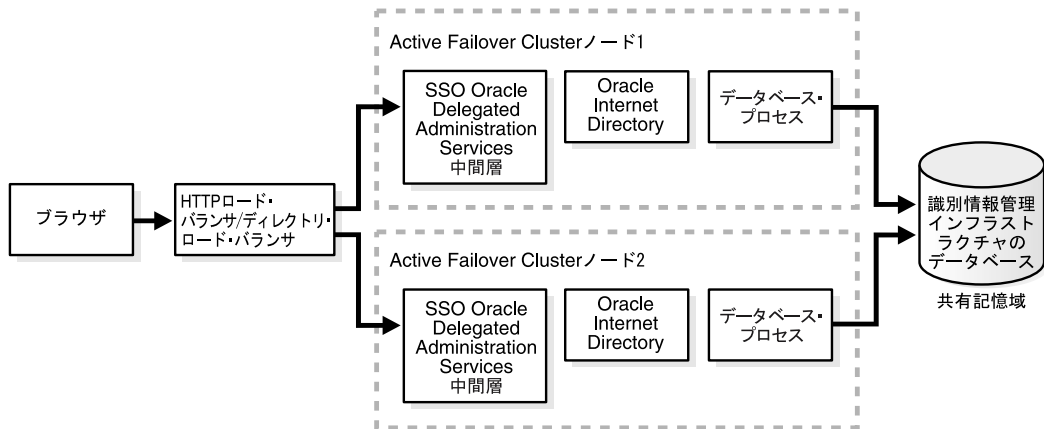 Active Failover Clusterノード1
SSO Oracle
Delegated
Administration
Services
中間層
Oracle
Internet
Directory
データベース・
プロセス
ブラウザ
HTTPロード・
バランサ/ディレクトリ・
ロード・バランサ
識別情報管理
インフラスト
ラクチャの
データベース
共有記憶域
Active Failover Clusterノード2
SSO Oracle
Delegated
Administration
Services
中間層
Oracle
Internet
Directory
データベース・
プロセス